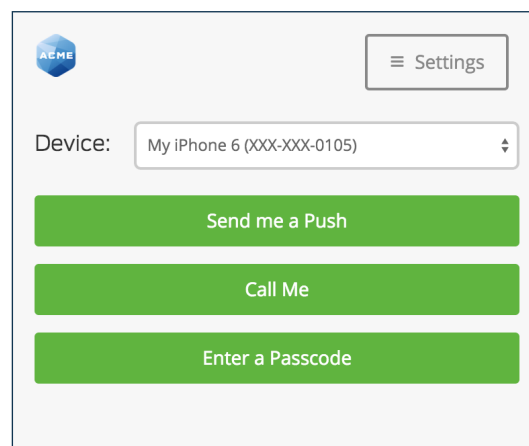 ACME
≡ Settings
Device:
My iPhone 6 (XXX-XXX-0105)
Send me a Push
Call Me
Enter a Passcode